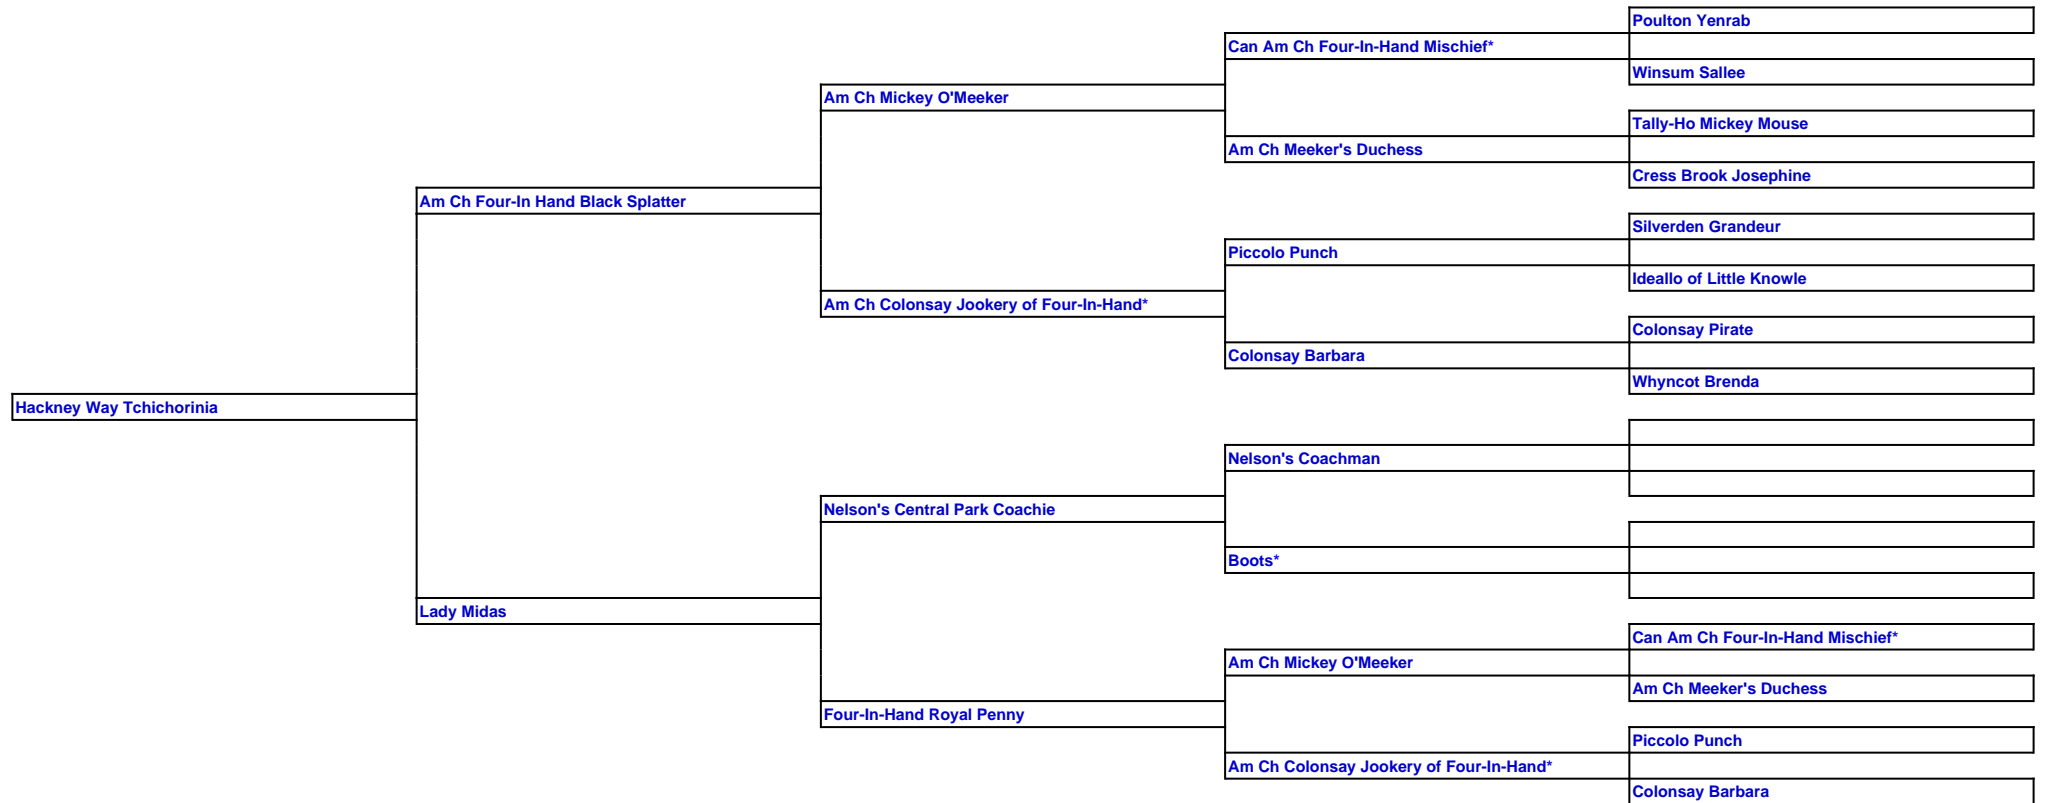 Poulton Yenrab
Can Am Ch Four-In-Hand Mischief*
Winsum Sallee
Am Ch Mickey O'Meeker
Tally-Ho Mickey Mouse
Am Ch Meeker's Duchess
Cress Brook Josephine
Am Ch Four-In Hand Black Splatter
Silverden Grandeur
Piccolo Punch
Ideallo of Little Knowle
Am Ch Colonsay Jookery of Four-In-Hand*
Colonsay Pirate
Colonsay Barbara
Whyncot Brenda
Hackney Way Tchichorinia
Nelson's Coachman
Nelson's Central Park Coachie
Boots*
Lady Midas
Can Am Ch Four-In-Hand Mischief*
Am Ch Mickey O'Meeker
Am Ch Meeker's Duchess
Four-In-Hand Royal Penny
Piccolo Punch
Am Ch Colonsay Jookery of Four-In-Hand*
Colonsay Barbara